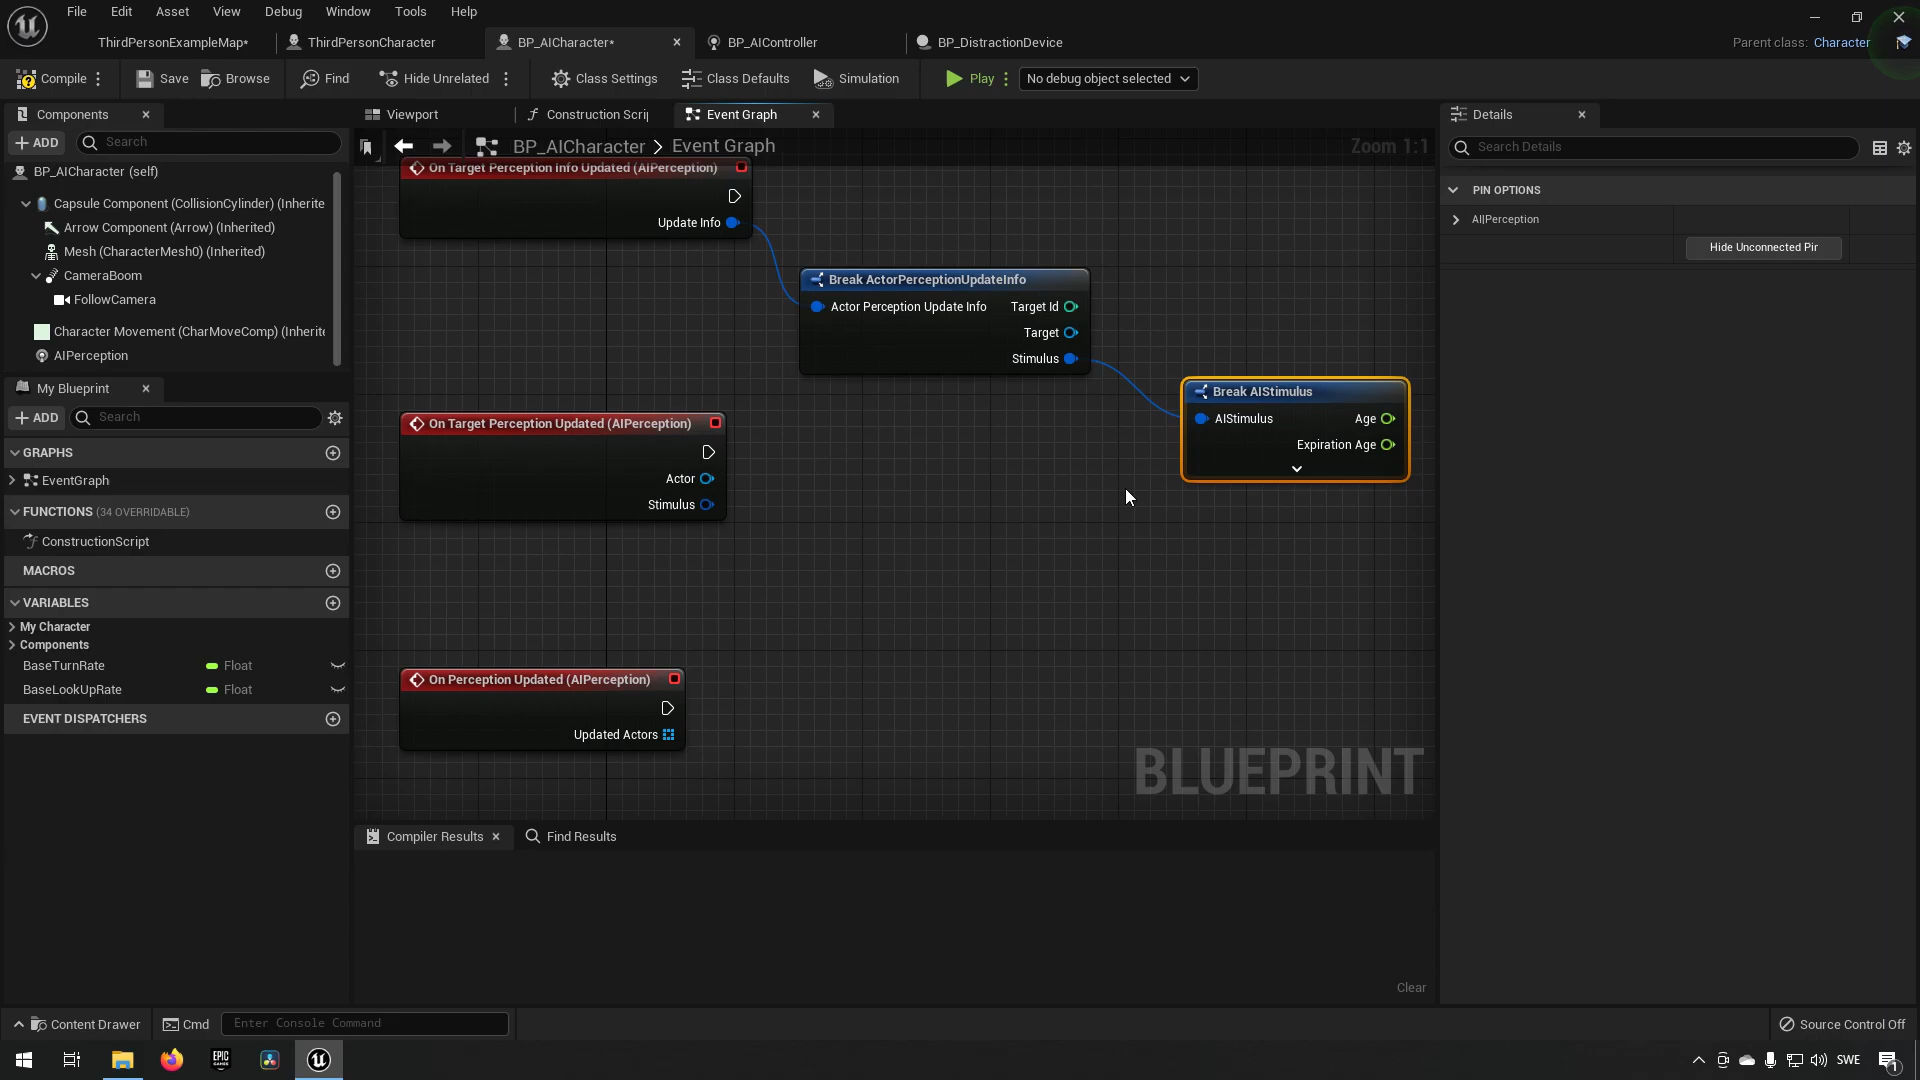 File Edit Asset View Debug Window Tools Help
ThirdPersonExampleMap* ThirdPersonCharacter BP_AICharacter* BP_AIController BP_DistractionDevice Parent class: Character
Compile Save Browse Find Hide Unrelated Class Settings Class Defaults Simulation Play No debug object selected
Components
ADD Search
BP_AICharacter (self)
Capsule Component (CollisionCylinder) (Inherite
Arrow Component (Arrow) (Inherited)
Mesh (CharacterMesh0) (Inherited)
CameraBoom
FollowCamera
Character Movement (CharMoveComp) (Inherite
AIPerception
My Blueprint
ADD Search
GRAPHS
EventGraph
FUNCTIONS (34 OVERRIDABLE)
ConstructionScript
MACROS
VARIABLES
My Character
Components
BaseTurnRate Float
BaseLookUpRate Float
EVENT DISPATCHERS
Viewport Construction Scrip Event Graph
BP_AICharacter > Event Graph Zoom 1:1
On Target Perception Info Updated (AIPerception)
Update Info
Break ActorPerceptionUpdateInfo
Actor Perception Update Info Target Id
Target
Stimulus
Break AIStimulus
AIStimulus Age
Expiration Age
On Target Perception Updated (AIPerception)
Actor
Stimulus
On Perception Updated (AIPerception)
Updated Actors
BLUEPRINT
Compiler Results Find Results
Clear
Details
Search Details
PIN OPTIONS
AI|Perception
Hide Unconnected Pir
Content Drawer Cmd Enter Console Command Source Control Off
EPIC GAMES
SWE
1